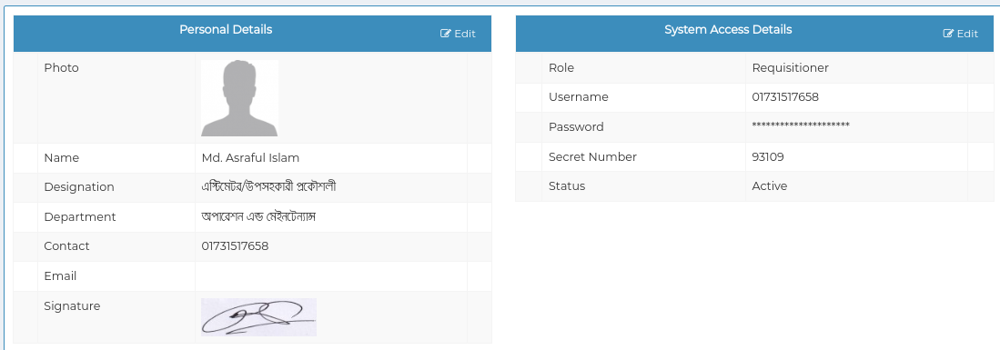 Personal Details
Edit
Photo
Name Md. Asraful Islam
Designation এস্টিমেটর/উপসহকারী প্রকৌশলী
Department অপারেশন এন্ড মেইনটেন্যান্স
Contact 01731517658
Email
Signature
System Access Details
Edit
Role Requisitioner
Username 01731517658
Password *********************
Secret Number 93109
Status Active